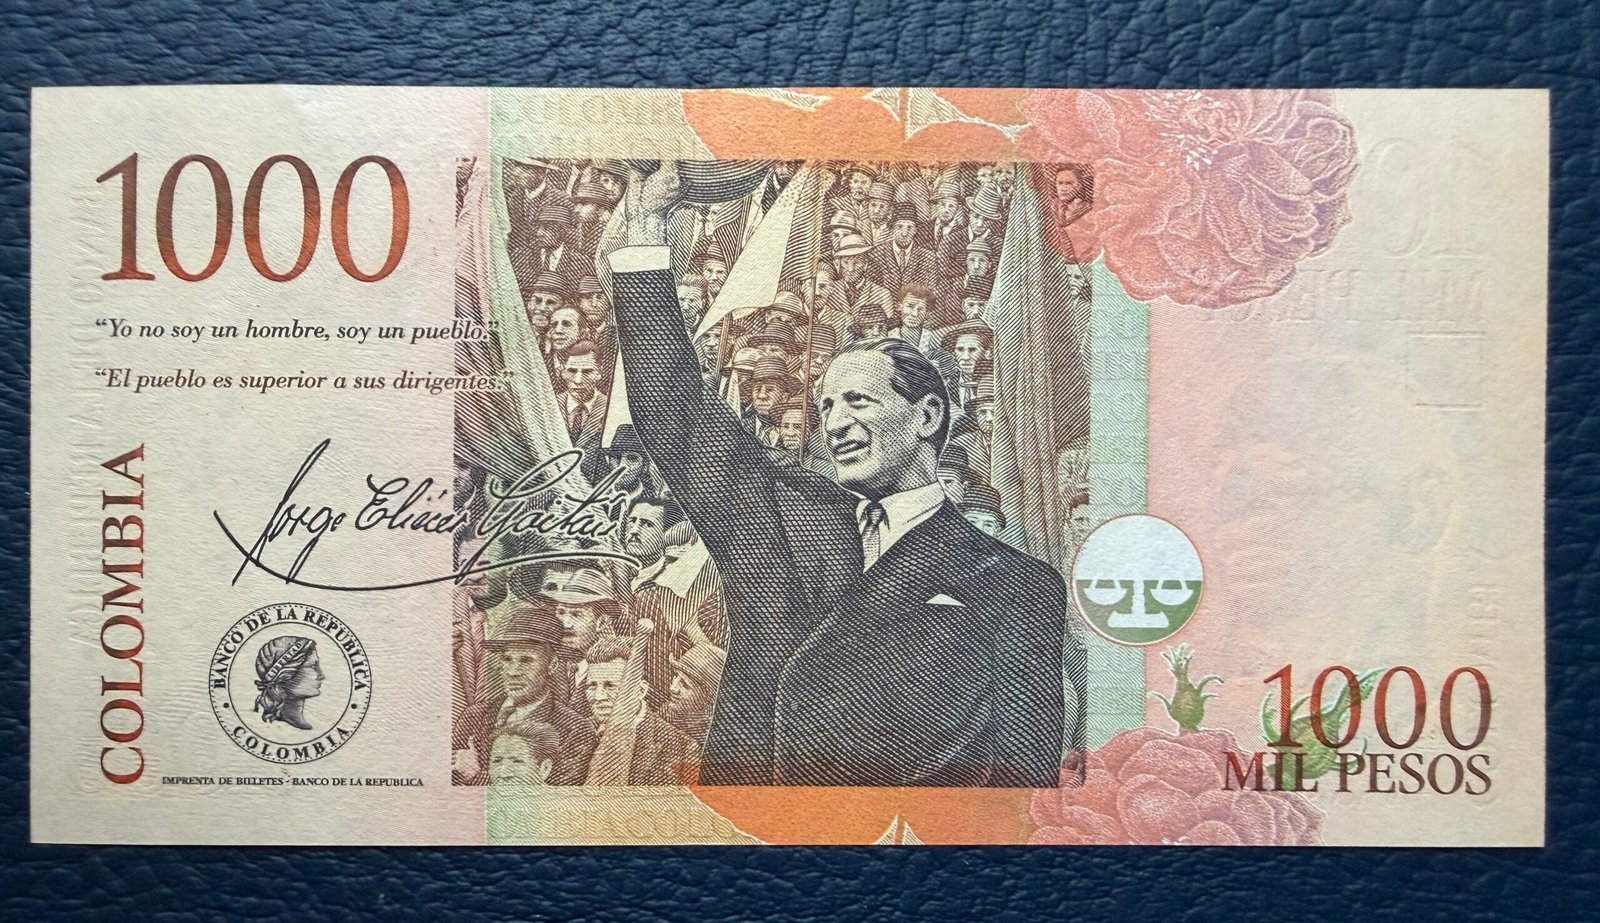 1000
“Yo no soy un hombre, soy un pueblo.”
“El pueblo es superior a sus dirigentes.”
COLOMBIA
Jorge Eliécer Gaitán
BANCO DE LA REPUBLICA
COLOMBIA
LIBERTAD
IMPRENTA DE BILLETES - BANCO DE LA REPUBLICA
1000
MIL PESOS